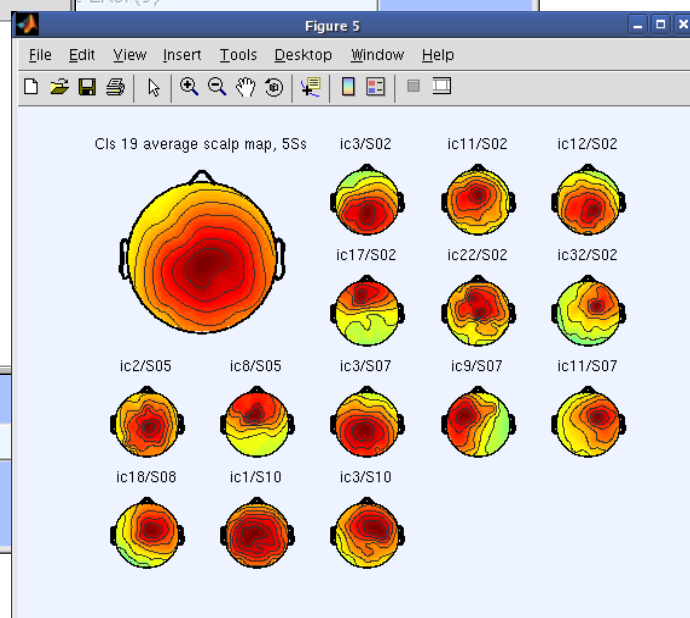 Figure 5
File Edit View Insert Tools Desktop Window Help
Cls 19 average scalp map, 5Ss
ic3/S02 ic11/S02 ic12/S02
ic17/S02 ic22/S02 ic32/S02
ic2/S05 ic8/S05 ic3/S07 ic9/S07 ic11/S07
ic18/S08 ic1/S10 ic3/S10